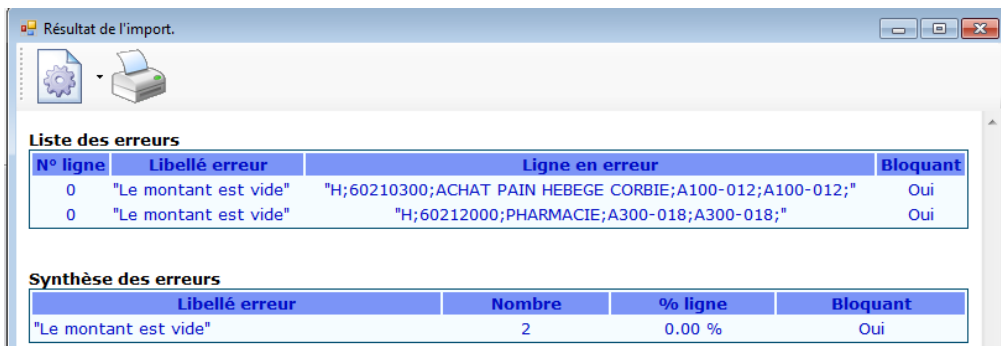 Résultat de l'import.
Liste des erreurs
N° ligne Libellé erreur Ligne en erreur Bloquant
0 "Le montant est vide" "H;60210300;ACHAT PAIN HEBEGE CORBIE;A100-012;A100-012;" Oui
0 "Le montant est vide" "H;60212000;PHARMACIE;A300-018;A300-018;" Oui
Synthèse des erreurs
Libellé erreur Nombre % ligne Bloquant
"Le montant est vide" 2 0.00 % Oui